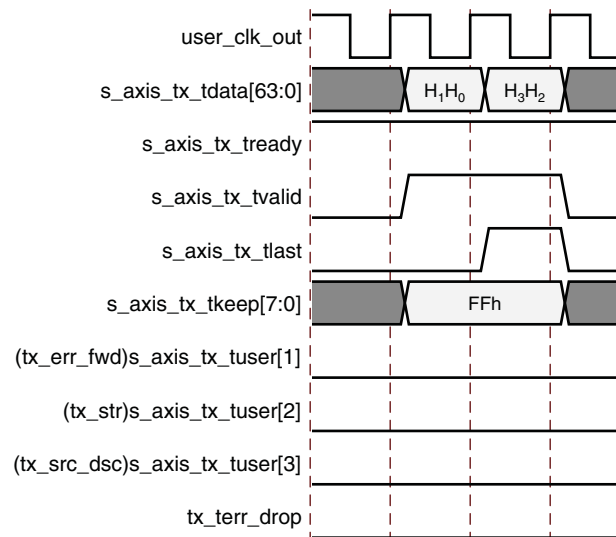 user_clk_out
s_axis_tx_tdata[63:0]
H₁H₀
H₃H₂
s_axis_tx_tready
s_axis_tx_tvalid
s_axis_tx_tlast
s_axis_tx_tkeep[7:0]
FFh
(tx_err_fwd)s_axis_tx_tuser[1]
(tx_str)s_axis_tx_tuser[2]
(tx_src_dsc)s_axis_tx_tuser[3]
tx_terr_drop